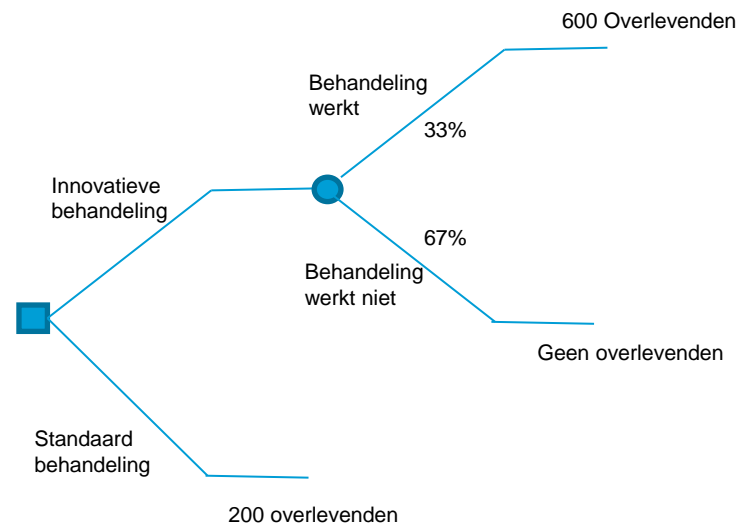 600 Overlevenden
Behandeling
werkt
33%
Innovatieve
behandeling
67%
Behandeling
werkt niet
Geen overlevenden
Standaard
behandeling
200 overlevenden